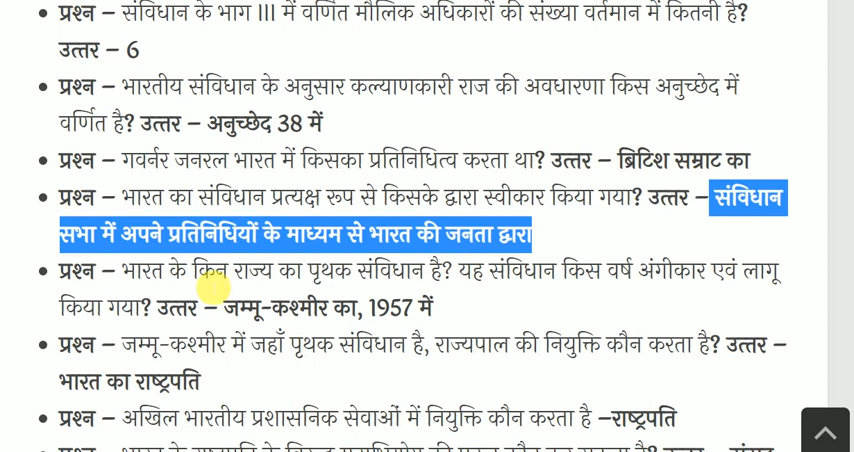 प्रश्न – संविधान के भाग III में वर्णित मौलिक अधिकारों की संख्या वर्तमान में कितनी है?
उत्तर – 6
प्रश्न – भारतीय संविधान के अनुसार कल्याणकारी राज की अवधारणा किस अनुच्छेद में
वर्णित है? उत्तर – अनुच्छेद 38 में
प्रश्न – गवर्नर जनरल भारत में किसका प्रतिनिधित्व करता था? उत्तर – ब्रिटिश सम्राट का
प्रश्न – भारत का संविधान प्रत्यक्ष रूप से किसके द्वारा स्वीकार किया गया? उत्तर – संविधान
सभा में अपने प्रतिनिधियों के माध्यम से भारत की जनता द्वारा
प्रश्न – भारत के किन राज्य का पृथक संविधान है? यह संविधान किस वर्ष अंगीकार एवं लागू
किया गया? उत्तर – जम्मू-कश्मीर का, 1957 में
प्रश्न – जम्मू-कश्मीर में जहाँ पृथक संविधान है, राज्यपाल की नियुक्ति कौन करता है? उत्तर –
भारत का राष्ट्रपति
प्रश्न – अखिल भारतीय प्रशासनिक सेवाओं में नियुक्ति कौन करता है –राष्ट्रपति